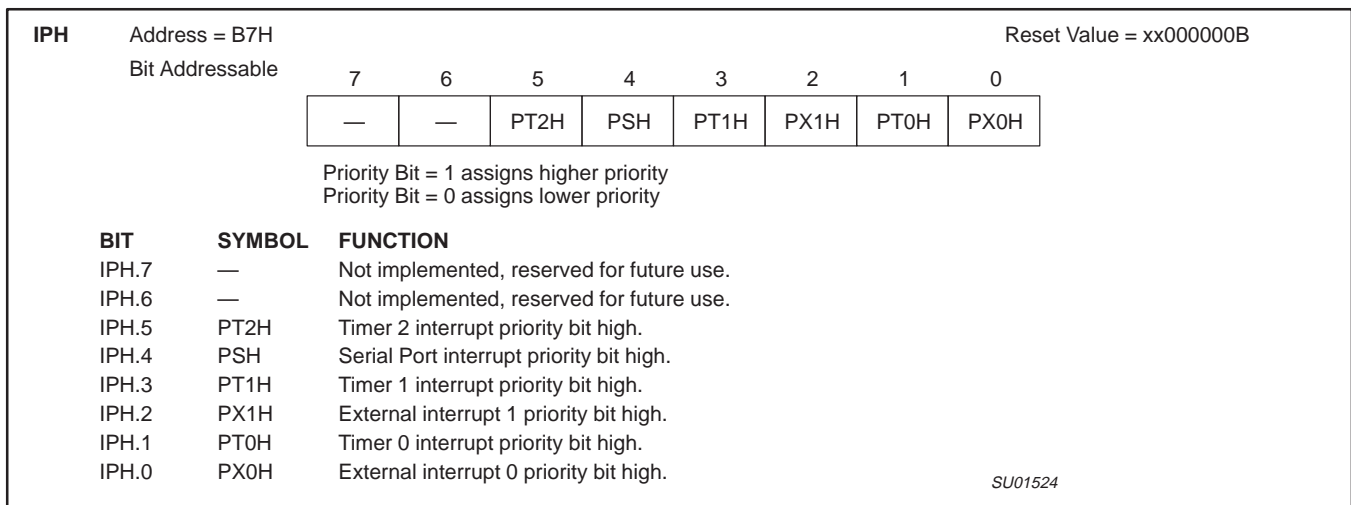 IPH Address = B7H Reset Value = xx000000B
Bit Addressable
7 6 5 4 3 2 1 0
— — PT2H PSH PT1H PX1H PT0H PX0H
Priority Bit = 1 assigns higher priority
Priority Bit = 0 assigns lower priority
BIT SYMBOL FUNCTION
IPH.7 — Not implemented, reserved for future use.
IPH.6 — Not implemented, reserved for future use.
IPH.5 PT2H Timer 2 interrupt priority bit high.
IPH.4 PSH Serial Port interrupt priority bit high.
IPH.3 PT1H Timer 1 interrupt priority bit high.
IPH.2 PX1H External interrupt 1 priority bit high.
IPH.1 PT0H Timer 0 interrupt priority bit high.
IPH.0 PX0H External interrupt 0 priority bit high.
SU01524